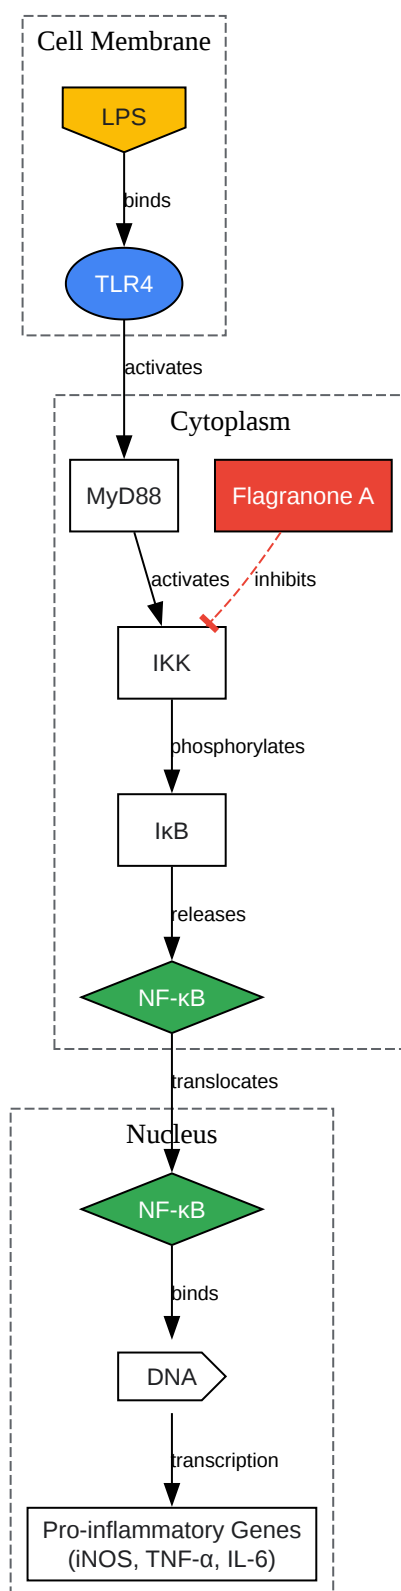 Cell Membrane
LPS
binds
TLR4
activates
Cytoplasm
MyD88
Flagranone A
activates
inhibits
IKK
phosphorylates
IκB
releases
NF-κB
translocates
Nucleus
NF-κB
binds
DNA
transcription
Pro-inflammatory Genes
(iNOS, TNF-α, IL-6)